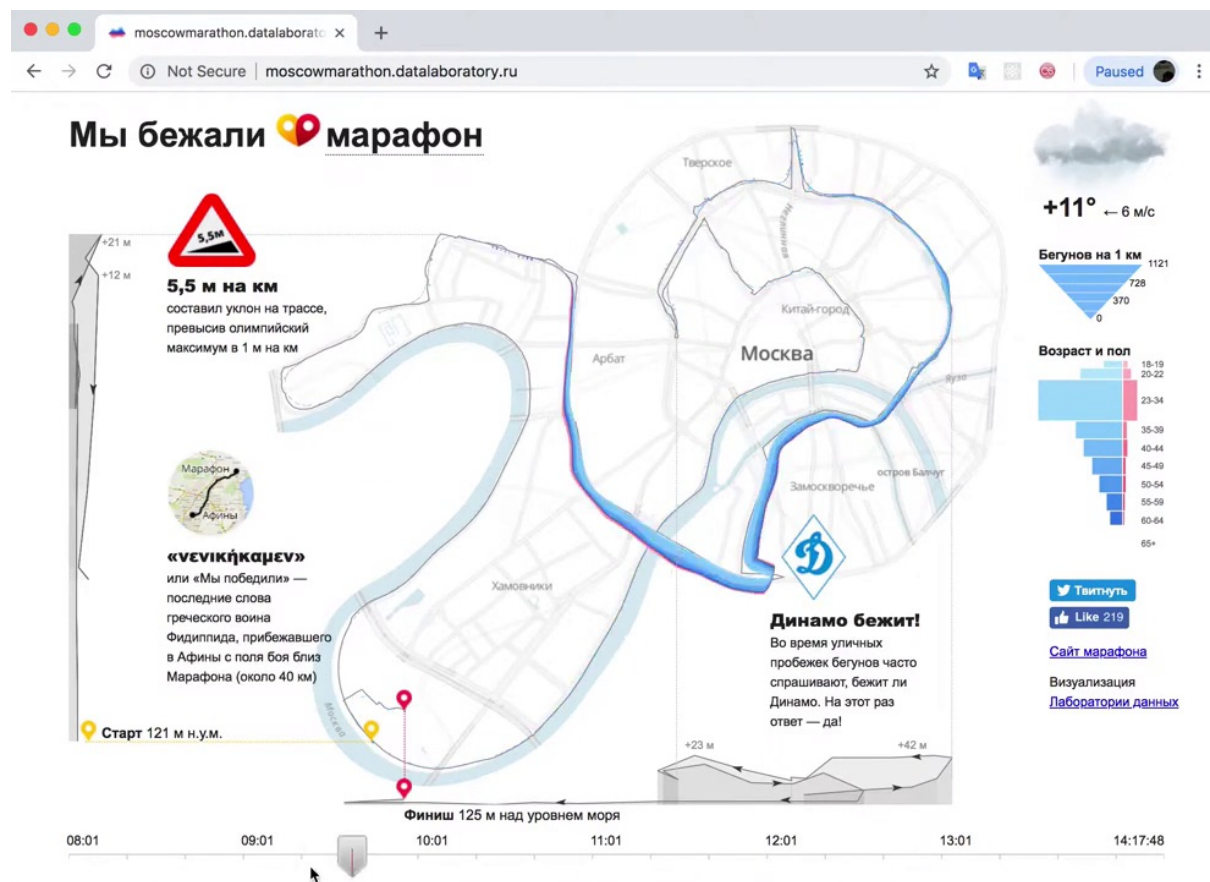 moscowmarathon.datalaborato
Not Secure | moscowmarathon.datalaboratory.ru
Paused
Мы бежали марафон
5,5м
5,5 м на км
составил уклон на трассе,
превысив олимпийский
максимум в 1 м на км
+21 м
+12 м
Марафон
Афины
«νενικήκαμεν»
или «Мы победили» —
последние слова
греческого воина
Фидиппида, прибежавшего
в Афины с поля боя близ
Марафона (около 40 км)
Старт 121 м н.у.м.
Тверское
Неглинная
Китай-город
Арбат
Москва
Яуза
остров Балчуг
Замоскворечье
Хамовники
Москва
Динамо бежит!
Во время уличных
пробежек бегунов часто
спрашивают, бежит ли
Динамо. На этот раз
ответ — да!
+23 м
+42 м
Финиш 125 м над уровнем моря
+11° ← 6 м/с
Бегунов на 1 км
1121
728
370
0
Возраст и пол
18-19
20-22
23-34
35-39
40-44
45-49
50-54
55-59
60-64
65+
Твитнуть
Like 219
Сайт марафона
Визуализация
Лаборатории данных
08:01 09:01 10:01 11:01 12:01 13:01 14:17:48